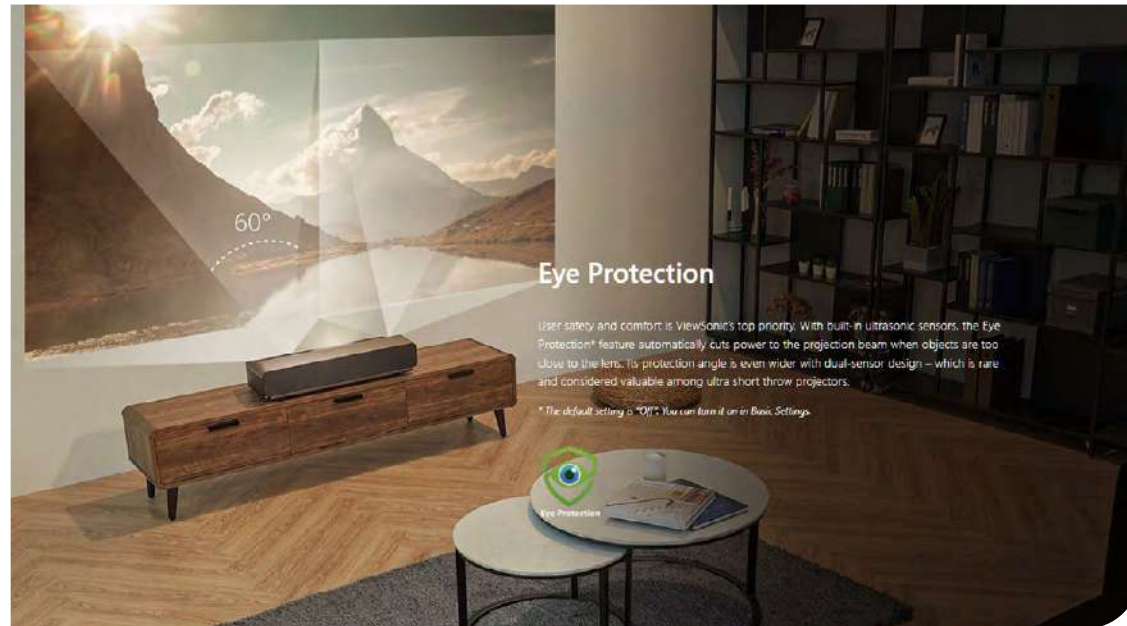 60°
Eye Protection
User safety and comfort is ViewSonic's top priority. With built-in ultrasonic sensors, the Eye
Protection* feature automatically cuts power to the projection beam when objects are too
close to the lens. Its protection angle is even wider with dual-sensor design – which is rare
and considered valuable among ultra short throw projectors.
* The default setting is "Off". You can turn it on in Basic Settings.
Eye Protection